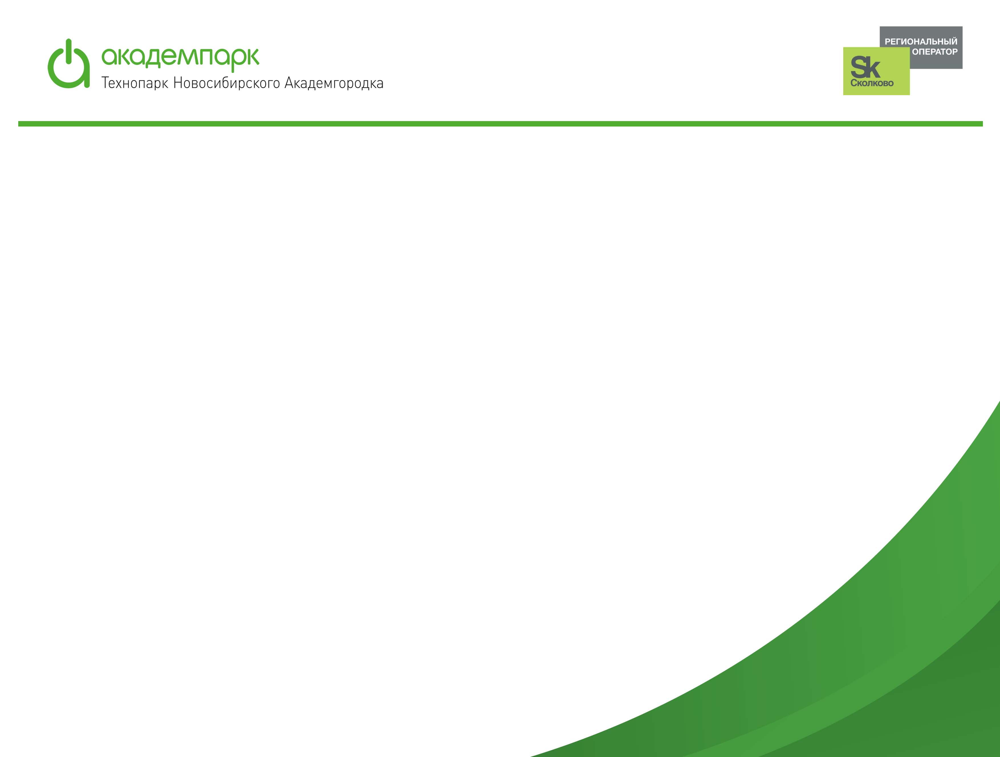 академпарк
Технопарк Новосибирского Академгородка
РЕГИОНАЛЬНЫЙ
ОПЕРАТОР
Sk
Сколково